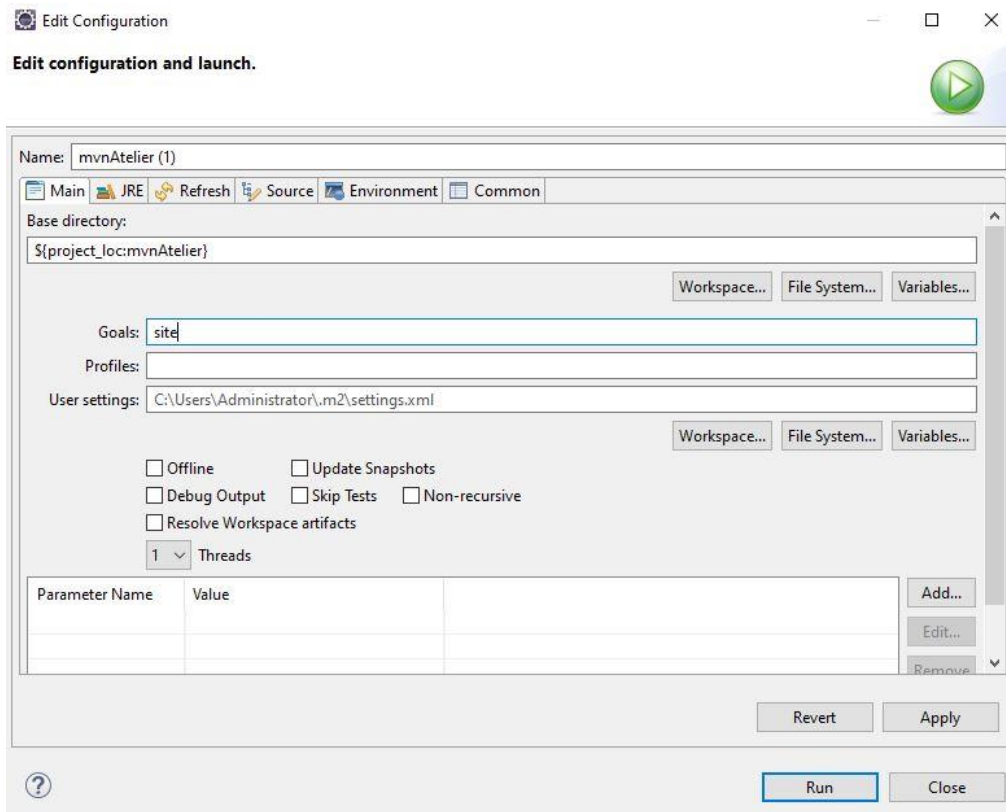 Edit Configuration
Edit configuration and launch.
Name: mvnAtelier (1)
Main JRE Refresh Source Environment Common
Base directory:
${project_loc:mvnAtelier}
Workspace... File System... Variables...
Goals: site
Profiles:
User settings: C:\Users\Administrator\.m2\settings.xml
Workspace... File System... Variables...
Offline Update Snapshots
Debug Output Skip Tests Non-recursive
Resolve Workspace artifacts
1 Threads
Parameter Name Value Add...
Edit...
Remove
Revert Apply
? Run Close